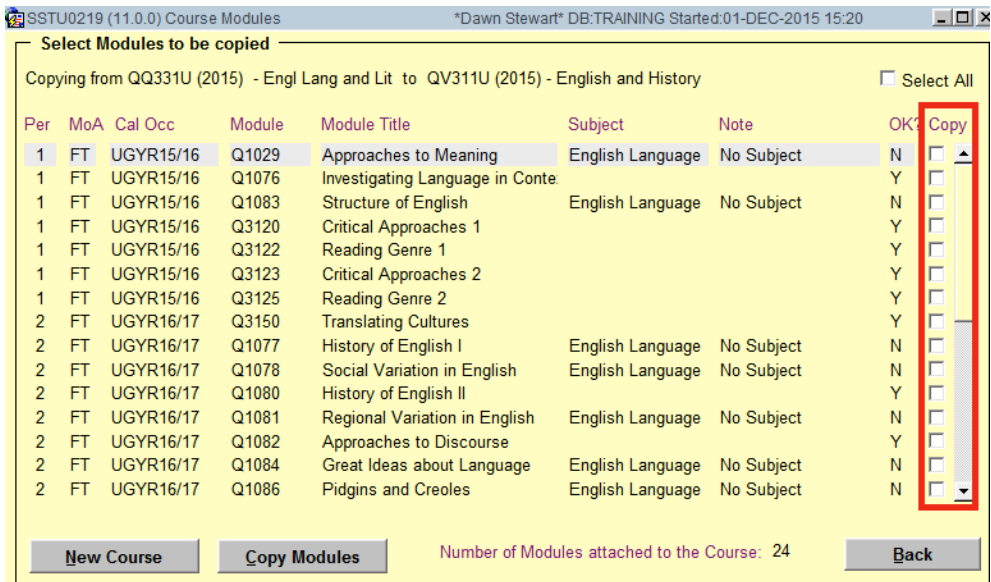 SSTU0219 (11.0.0) Course Modules *Dawn Stewart* DB:TRAINING Started:01-DEC-2015 15:20
Select Modules to be copied
Copying from QQ331U (2015) - Engl Lang and Lit to QV311U (2015) - English and History Select All
Per MoA Cal Occ Module Module Title Subject Note OK? Copy
1 FT UGYR15/16 Q1029 Approaches to Meaning English Language No Subject N
1 FT UGYR15/16 Q1076 Investigating Language in Conte: Y
1 FT UGYR15/16 Q1083 Structure of English English Language No Subject N
1 FT UGYR15/16 Q3120 Critical Approaches 1 Y
1 FT UGYR15/16 Q3122 Reading Genre 1 Y
1 FT UGYR15/16 Q3123 Critical Approaches 2 Y
1 FT UGYR15/16 Q3125 Reading Genre 2 Y
2 FT UGYR16/17 Q3150 Translating Cultures Y
2 FT UGYR16/17 Q1077 History of English I English Language No Subject N
2 FT UGYR16/17 Q1078 Social Variation in English English Language No Subject N
2 FT UGYR16/17 Q1080 History of English II Y
2 FT UGYR16/17 Q1081 Regional Variation in English English Language No Subject N
2 FT UGYR16/17 Q1082 Approaches to Discourse Y
2 FT UGYR16/17 Q1084 Great Ideas about Language English Language No Subject N
2 FT UGYR16/17 Q1086 Pidgins and Creoles English Language No Subject N
New Course Copy Modules Number of Modules attached to the Course: 24 Back